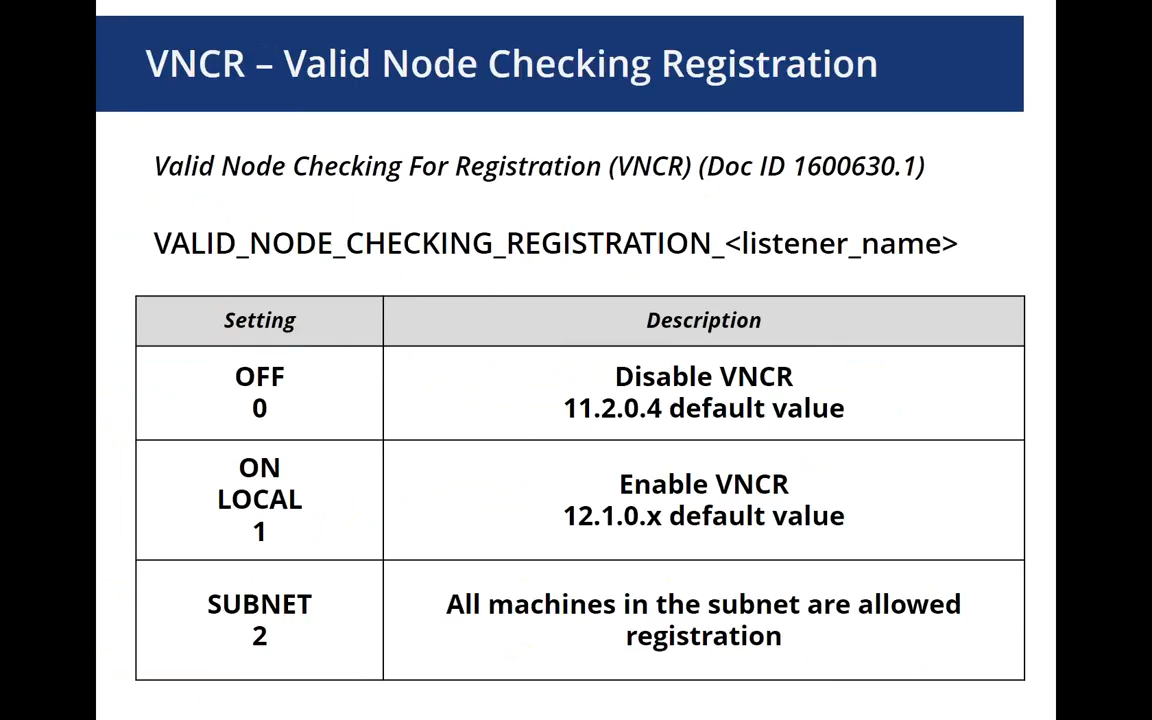 VNCR – Valid Node Checking Registration
Valid Node Checking For Registration (VNCR) (Doc ID 1600630.1)
VALID_NODE_CHECKING_REGISTRATION_<listener_name>
Setting
Description
OFF
0
Disable VNCR
11.2.0.4 default value
ON
LOCAL
1
Enable VNCR
12.1.0.x default value
SUBNET
2
All machines in the subnet are allowed
registration